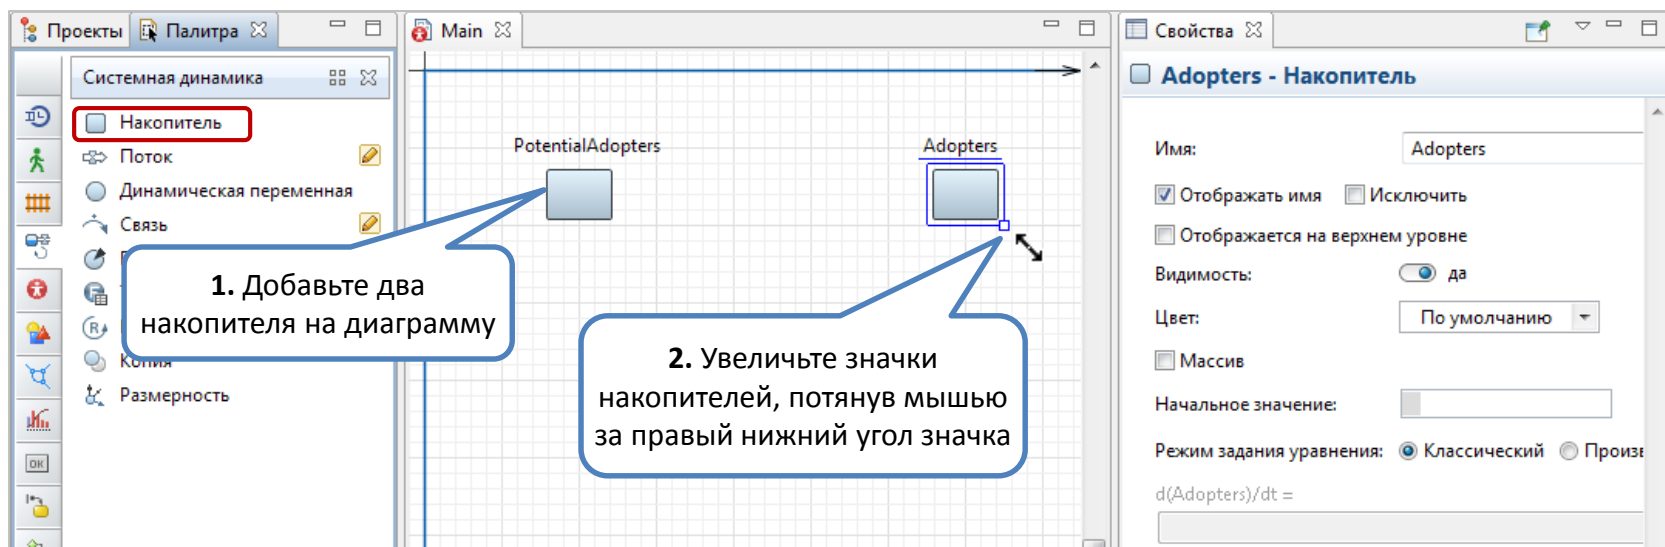 Проекты
Палитра
Системная динамика
Накопитель
Поток
Динамическая переменная
Связь
Копия
Размерность
OK
Main
PotentialAdopters
Adopters
1. Добавьте два
накопителя на диаграмму
2. Увеличьте значки
накопителей, потянув мышью
за правый нижний угол значка
Свойства
Adopters - Накопитель
Имя:
Adopters
Отображать имя
Исключить
Отображается на верхнем уровне
Видимость:
да
Цвет:
По умолчанию
Массив
Начальное значение:
Режим задания уравнения:
Классический
d(Adopters)/dt =